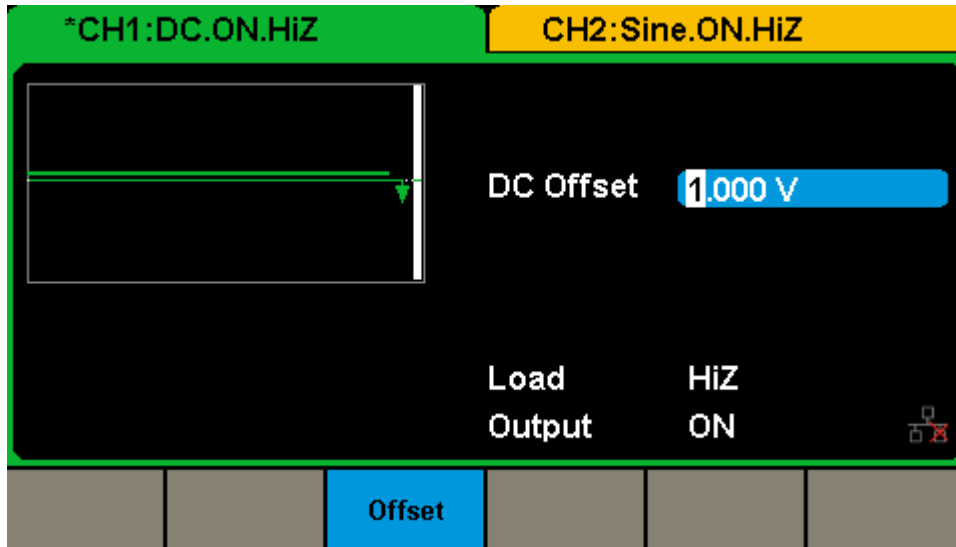 *CH1:DC.ON.HiZ
CH2:Sine.ON.HiZ
DC Offset 1.000 V
Load HiZ
Output ON
Offset